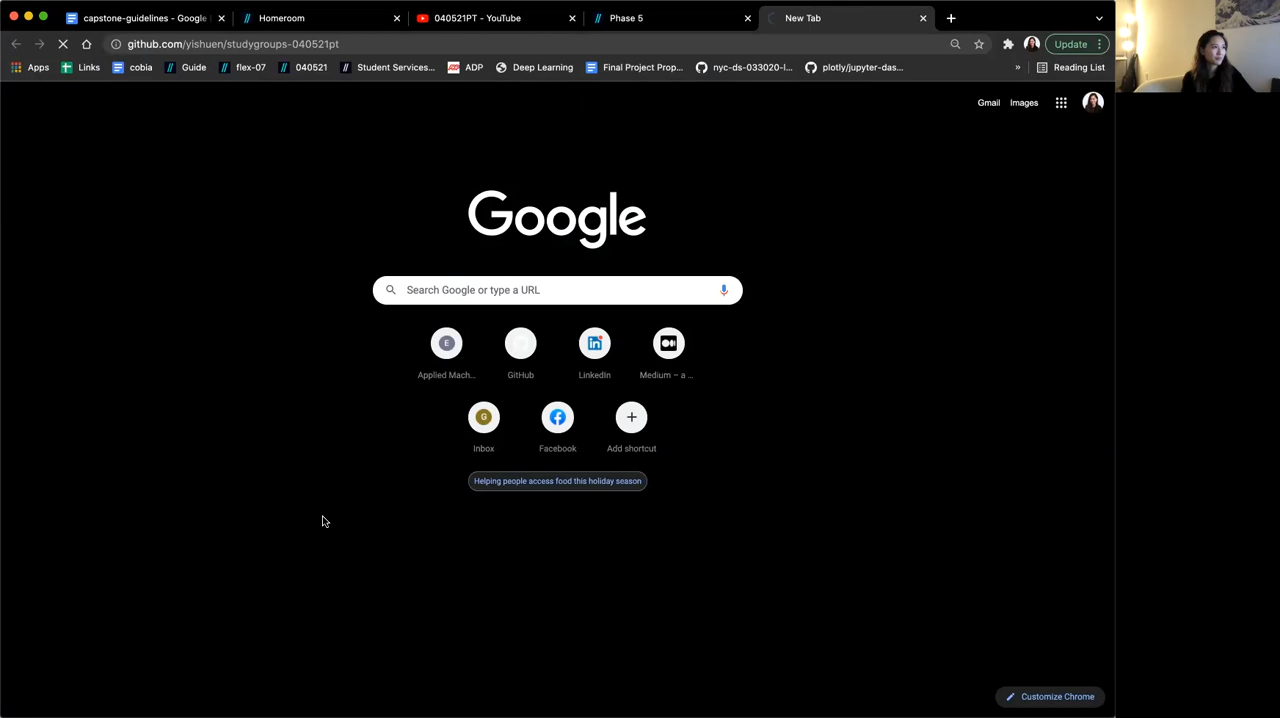 capstone-guidelines - Google
Homeroom
040521PT - YouTube
Phase 5
New Tab
github.com/yishuen/studygroups-040521pt
Update
Apps
Links
cobia
Guide
flex-07
040521
Student Services...
ADP
Deep Learning
Final Project Prop...
nyc-ds-033020-l...
plotly/jupyter-das...
»
Reading List
Gmail
Images
Google
Search Google or type a URL
E
Applied Mach...
GitHub
LinkedIn
Medium – a ...
G
Inbox
Facebook
Add shortcut
Helping people access food this holiday season
Customize Chrome